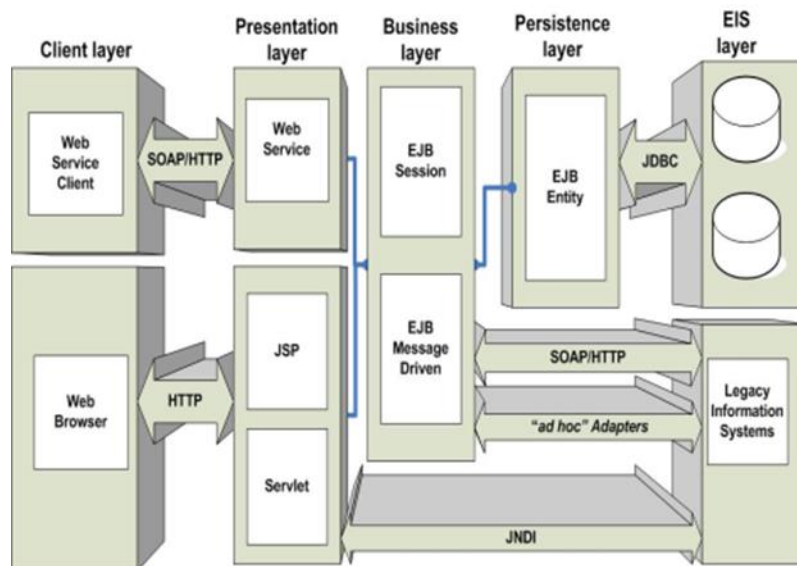 Client layer
Presentation
layer
Business
layer
Persistence
layer
EIS
layer
Web
Service
Client
SOAP/HTTP
Web
Service
EJB
Session
EJB
Entity
JDBC
Web
Browser
HTTP
JSP
Servlet
EJB
Message
Driven
SOAP/HTTP
"ad hoc" Adapters
JNDI
Legacy
Information
Systems